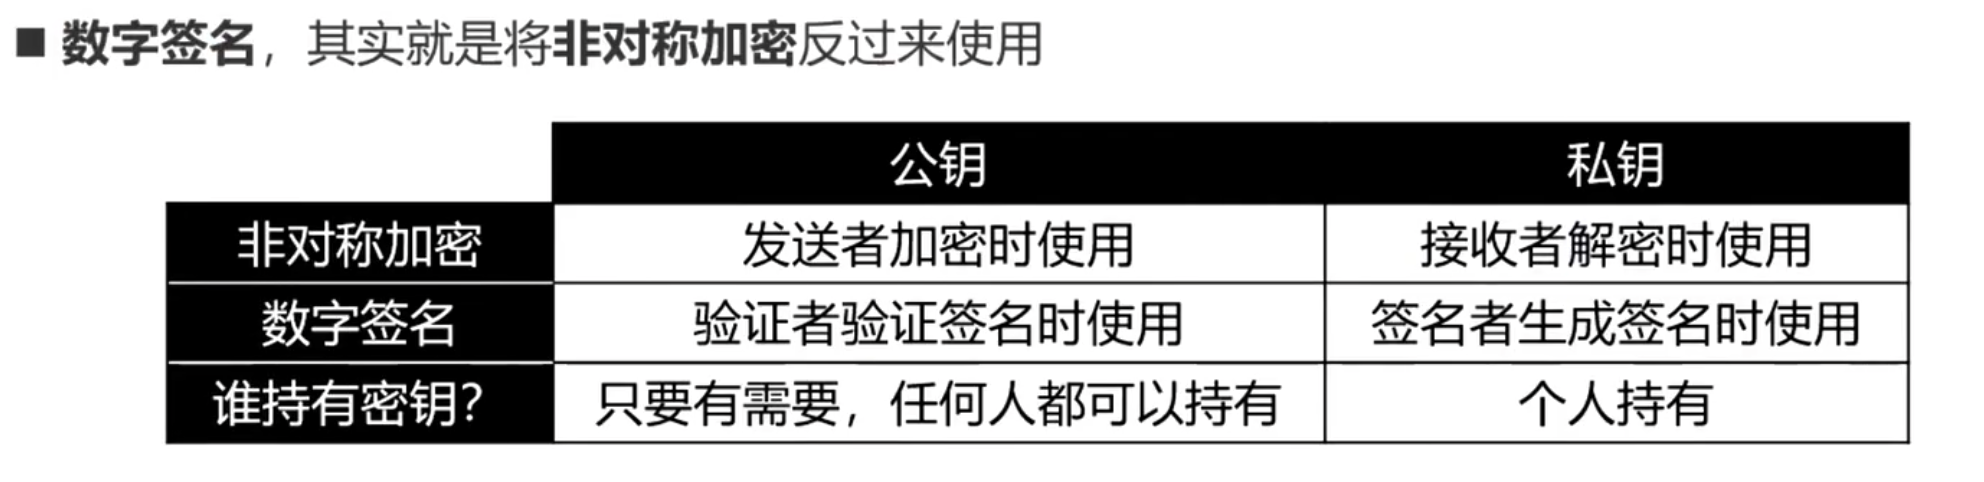 ■ 数字签名，其实就是将非对称加密反过来使用
公钥 私钥
非对称加密 发送者加密时使用 接收者解密时使用
数字签名 验证者验证签名时使用 签名者生成签名时使用
谁持有密钥？ 只要有需要，任何人都可以持有 个人持有